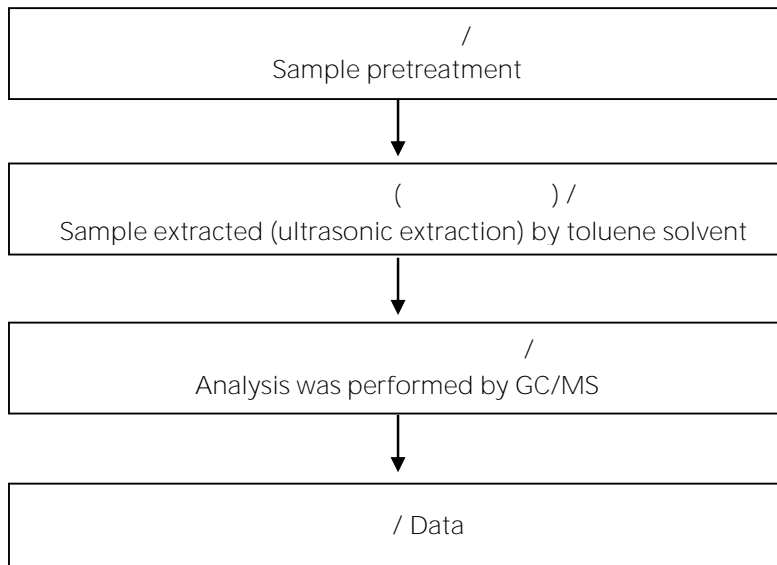 /
Sample pretreatment
( ) /
Sample extracted (ultrasonic extraction) by toluene solvent
/
Analysis was performed by GC/MS
/ Data